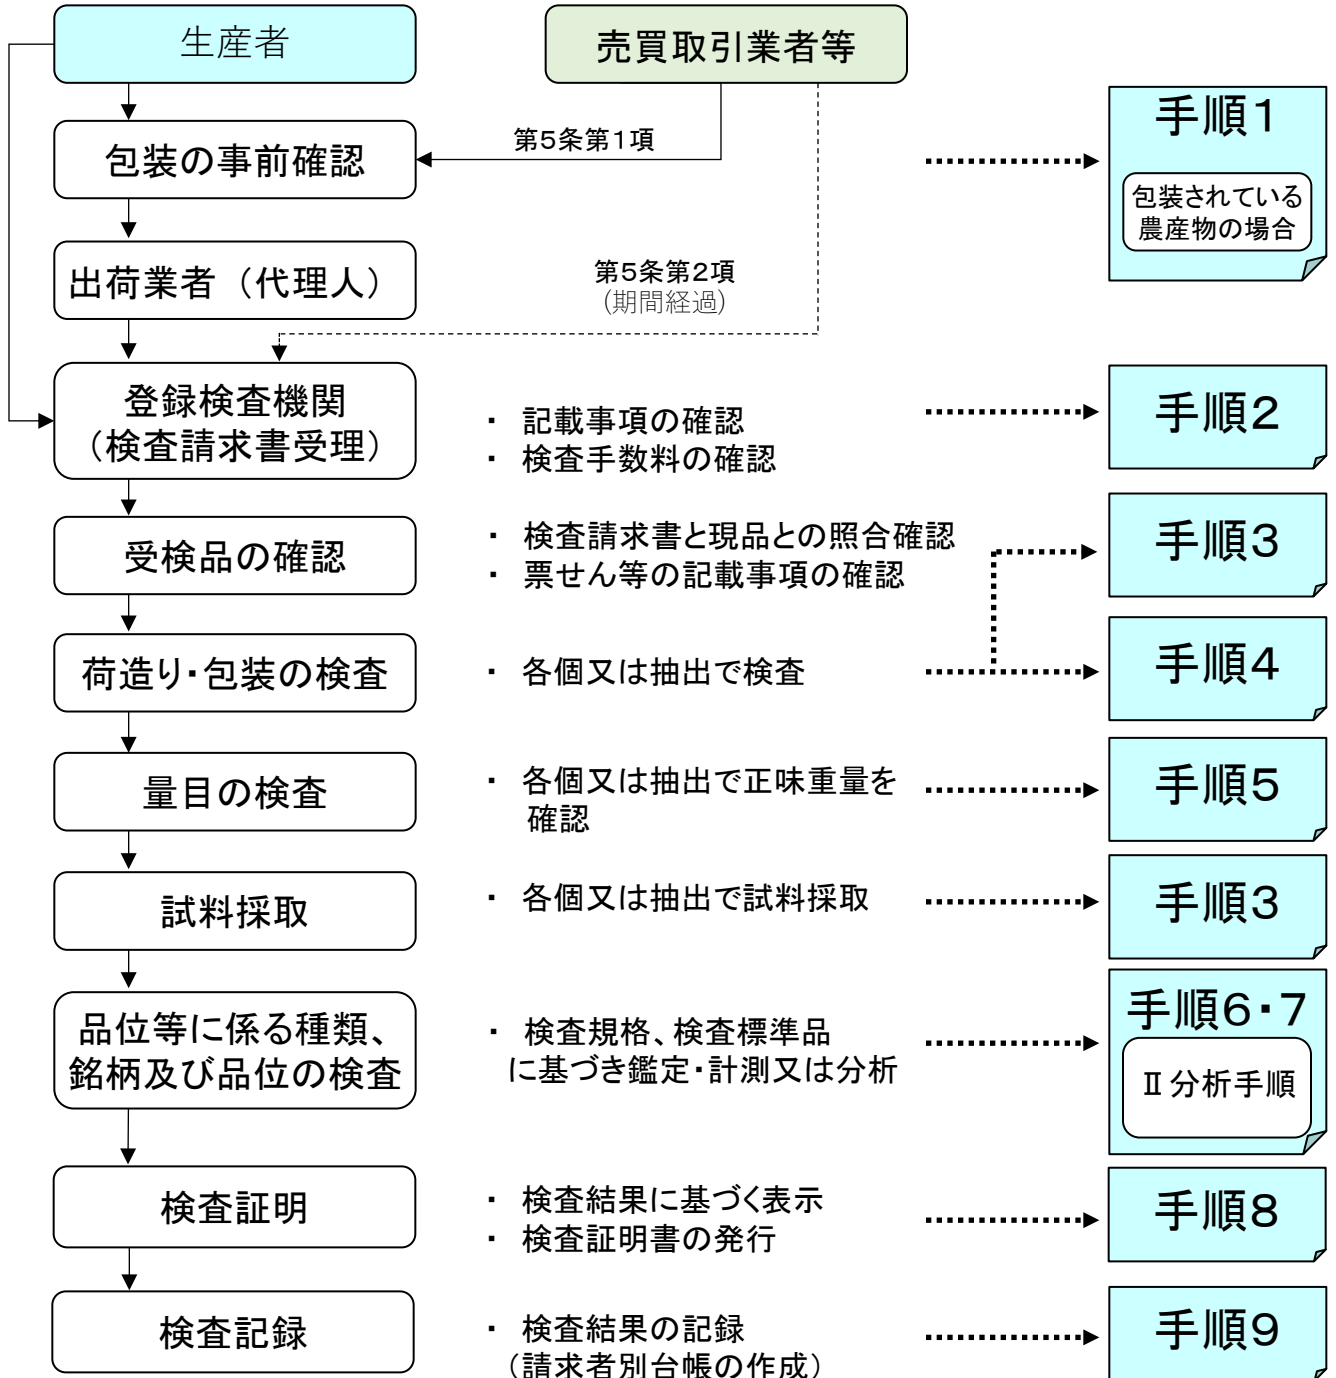 生産者
売買取引業者等
包装の事前確認
第5条第1項
手順1
包装されている
農産物の場合
出荷業者（代理人）
第5条第2項
(期間経過)
登録検査機関
（検査請求書受理）
・ 記載事項の確認
・ 検査手数料の確認
手順2
受検品の確認
・ 検査請求書と現品との照合確認
・ 票せん等の記載事項の確認
手順3
荷造り・包装の検査
・ 各個又は抽出で検査
手順4
量目の検査
・ 各個又は抽出で正味重量を
確認
手順5
試料採取
・ 各個又は抽出で試料採取
手順3
品位等に係る種類、
銘柄及び品位の検査
・ 検査規格、検査標準品
に基づき鑑定・計測又は分析
手順6・7
Ⅱ分析手順
検査証明
・ 検査結果に基づく表示
・ 検査証明書の発行
手順8
検査記録
・ 検査結果の記録
（請求者別台帳の作成）
手順9